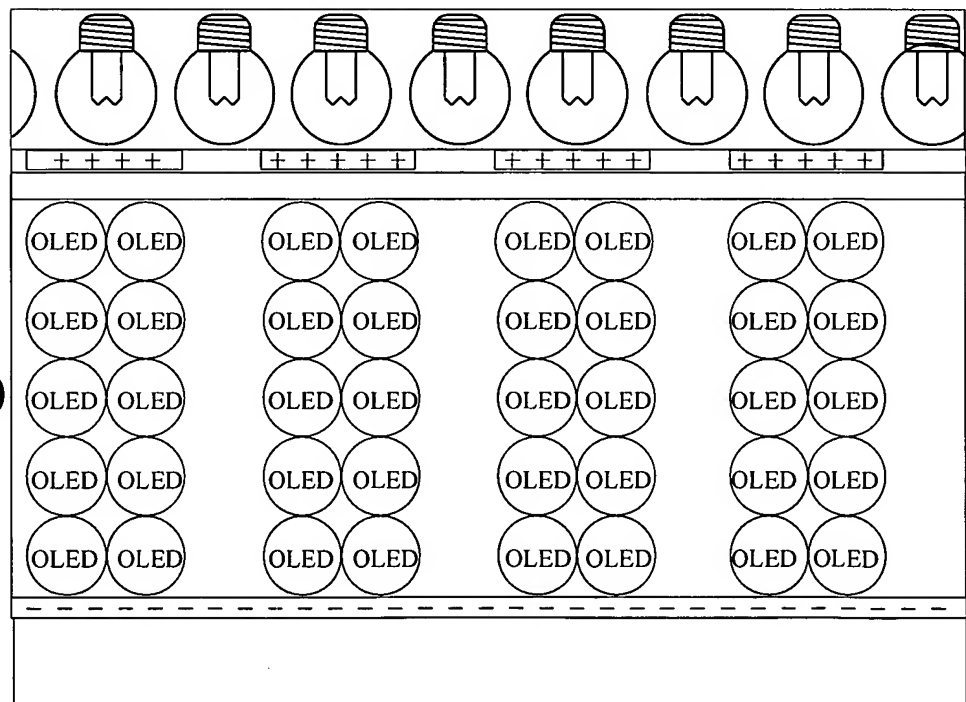 + + + + + + + + + + + + + + + + + + +
OLED OLED OLED OLED OLED OLED OLED OLED
OLED OLED OLED OLED OLED OLED OLED OLED
OLED OLED OLED OLED OLED OLED OLED OLED
OLED OLED OLED OLED OLED OLED OLED OLED
OLED OLED OLED OLED OLED OLED OLED OLED
- - - - - - - - - - - - - - - - - - - - - - - - - - - - - - -